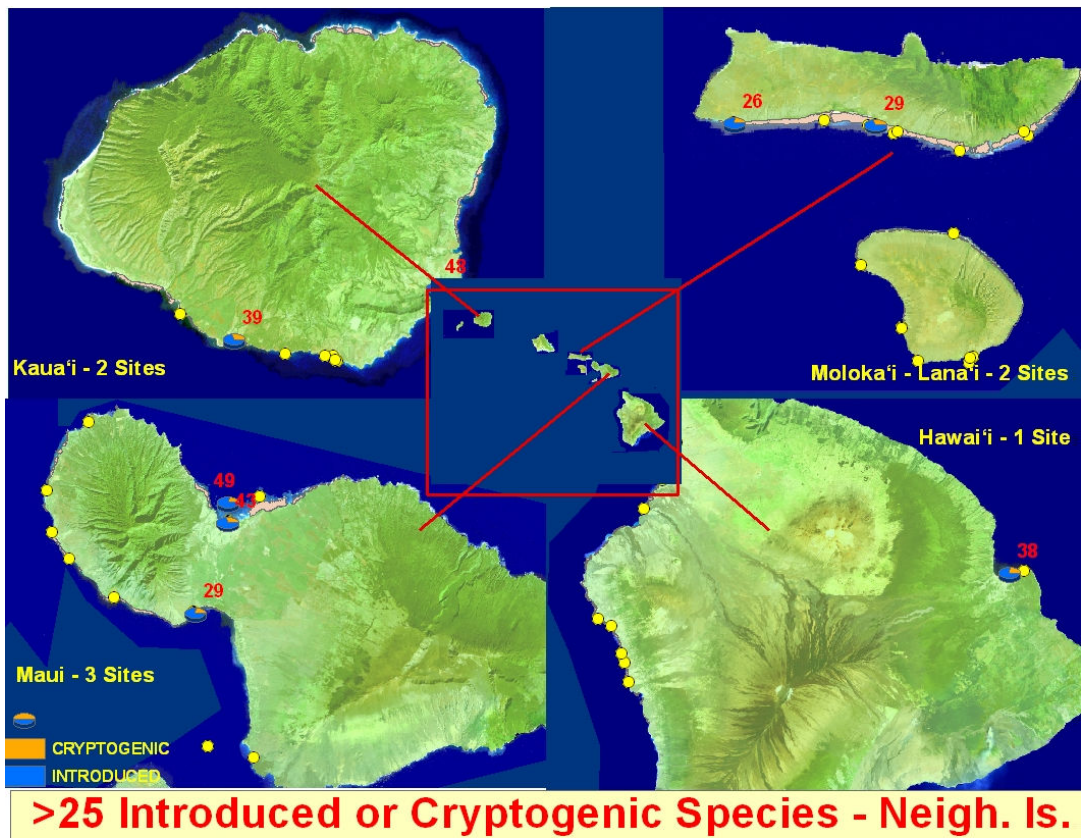 26
29
39
Kaua‘i - 2 Sites
Moloka‘i - Lana‘i - 2 Sites
Hawai‘i - 1 Site
49
43
38
29
Maui - 3 Sites
CRYPTOGENIC
INTRODUCED
>25 Introduced or Cryptogenic Species - Neigh. Is.